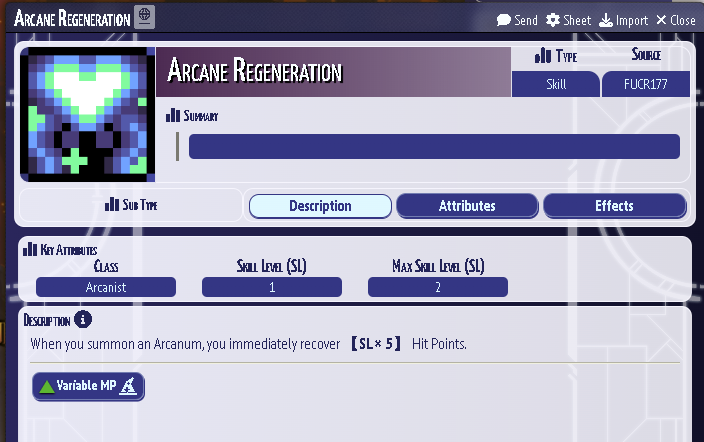 Arcane Regeneration Send Sheet Import Close
Arcane Regeneration
Type Source
Skill FUCR177
Summary
Sub Type Description Attributes Effects
Key Attributes
Class Skill Level (SL) Max Skill Level (SL)
Arcanist 1 2
Description
When you summon an Arcanum, you immediately recover 【SL× 5】 Hit Points.
Variable MP